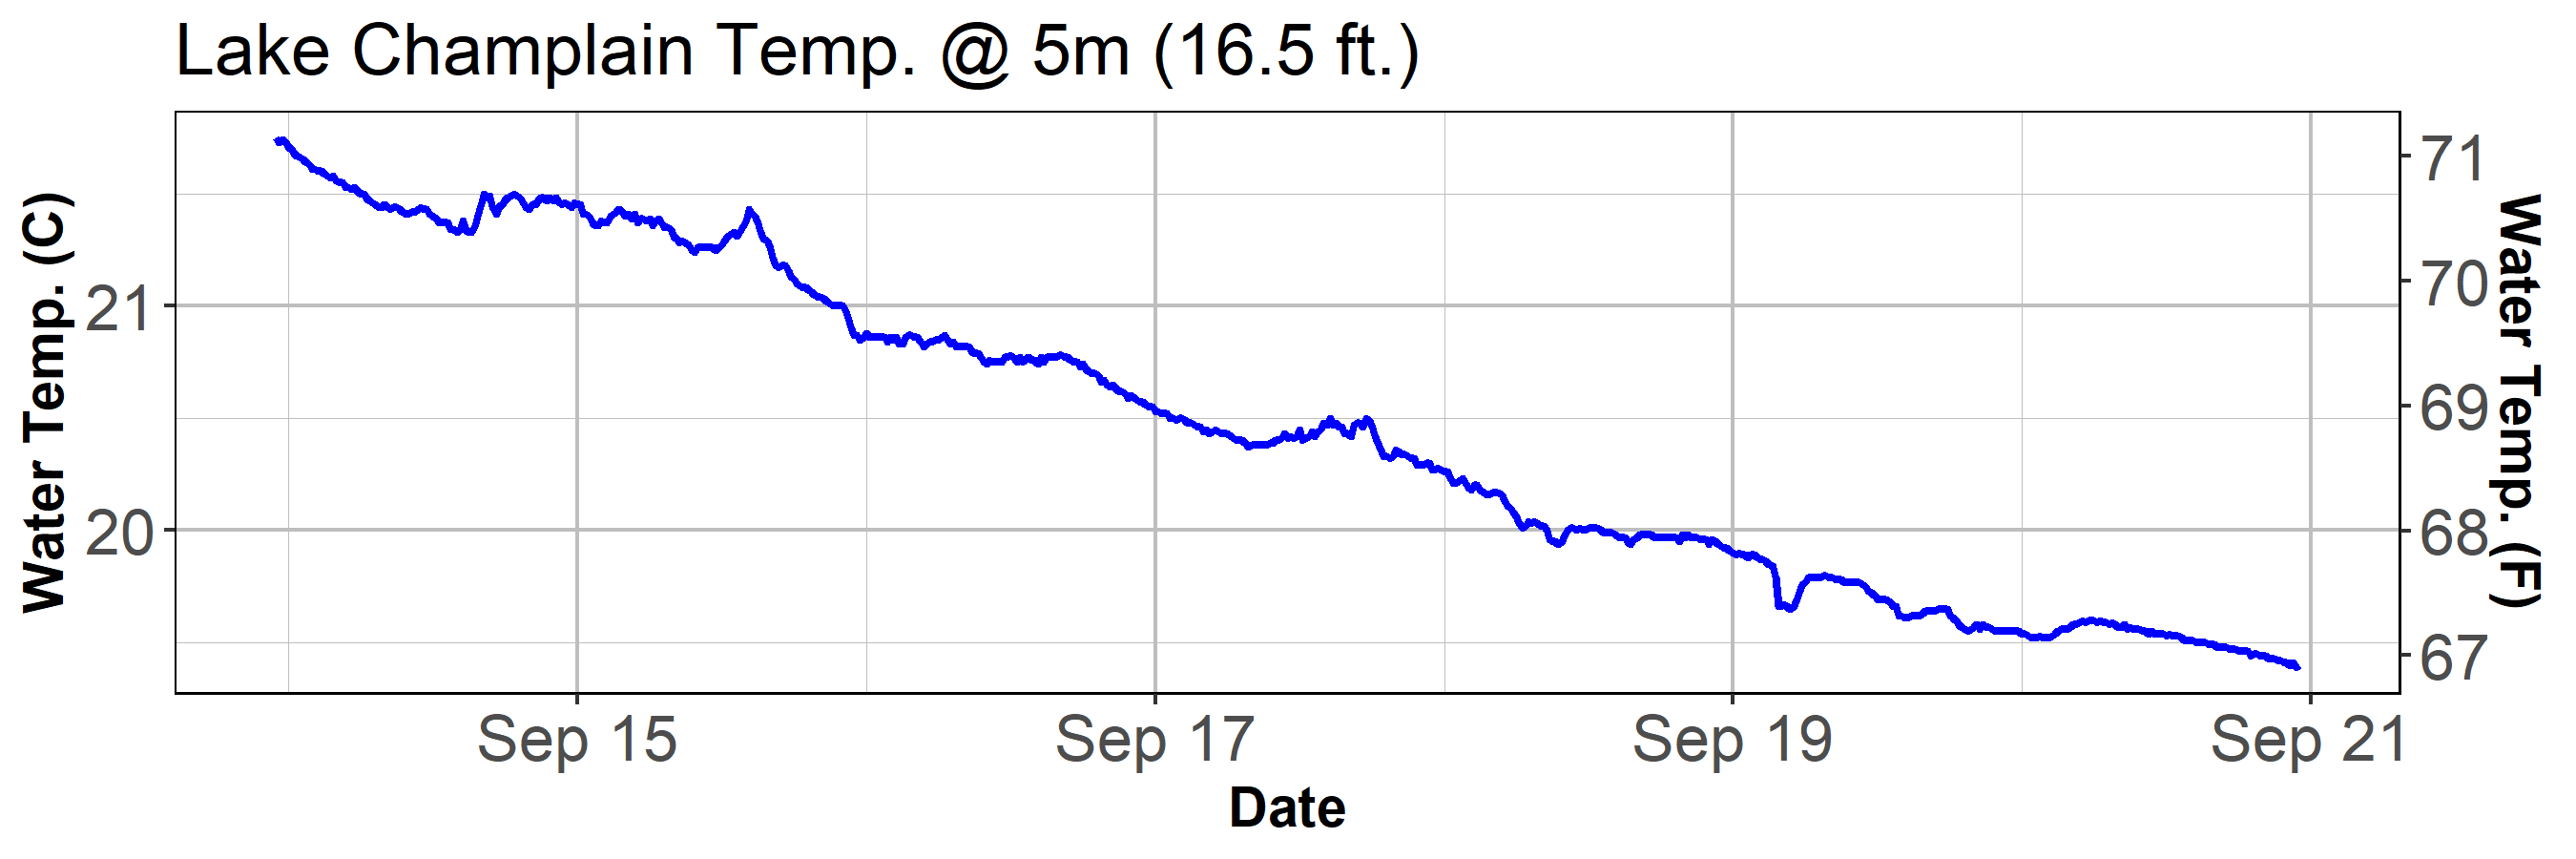 Lake Champlain Temp. @ 5m (16.5 ft.)
Water Temp. (C)
21
20
71
70
69
68
67
Water Temp. (F)
Sep 15
Sep 17
Sep 19
Sep 21
Date